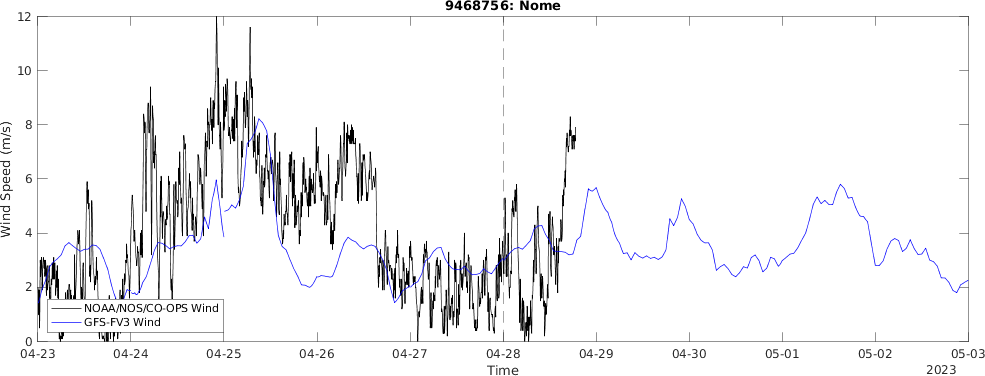 9468756: Nome
Wind Speed (m/s)
12
10
8
6
4
2
0
NOAA/NOS/CO-OPS Wind
GFS-FV3 Wind
04-23 04-24 04-25 04-26 04-27 04-28 04-29 04-30 05-01 05-02 05-03
Time
2023